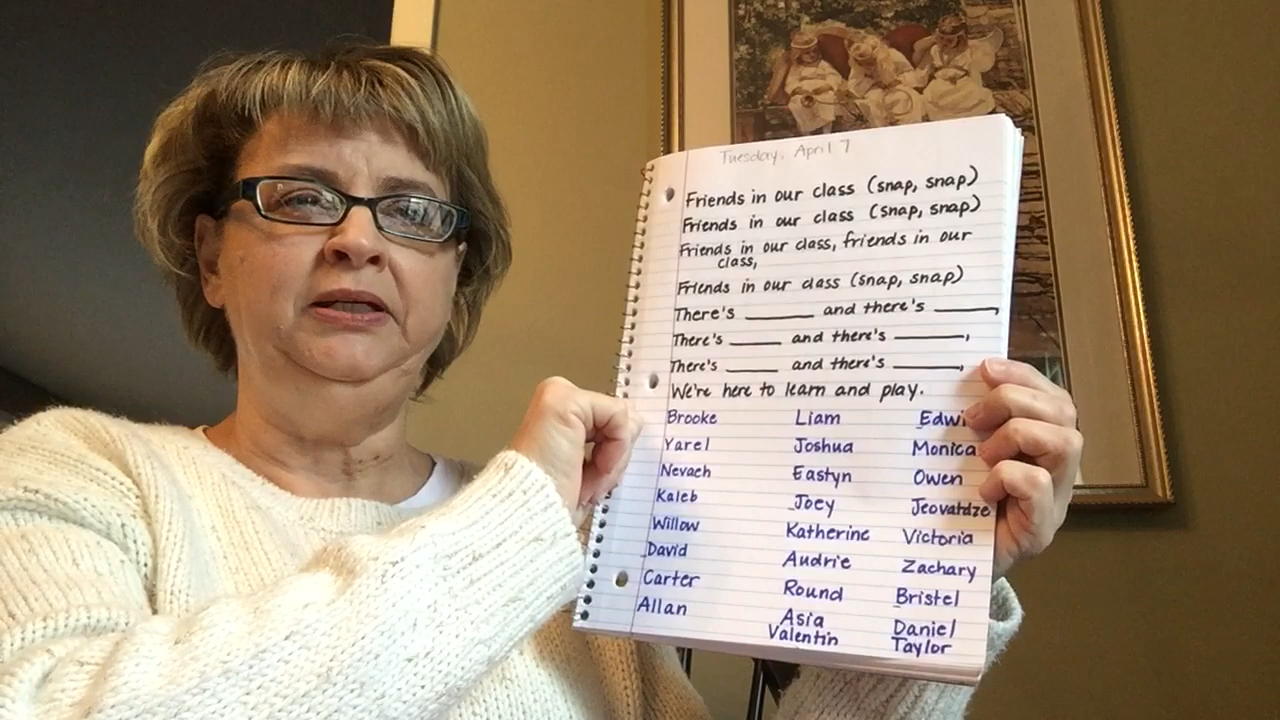 Tuesday, April 7
Friends in our class (snap, snap)
Friends in our class (snap, snap)
Friends in our class, friends in our
class,
Friends in our class (snap, snap)
There's ______ and there's ______,
There's ______ and there's ______,
There's ______ and there's ______,
We're here to learn and play.
Brooke Liam Edwi
Yarel Joshua Monica
Nevaeh Eastyn Owen
Kaleb Joey Jeovahdze
Willow Katherine Victoria
David Audrie Zachary
Carter Round Bristel
Allan Asia Daniel
Valentin Taylor